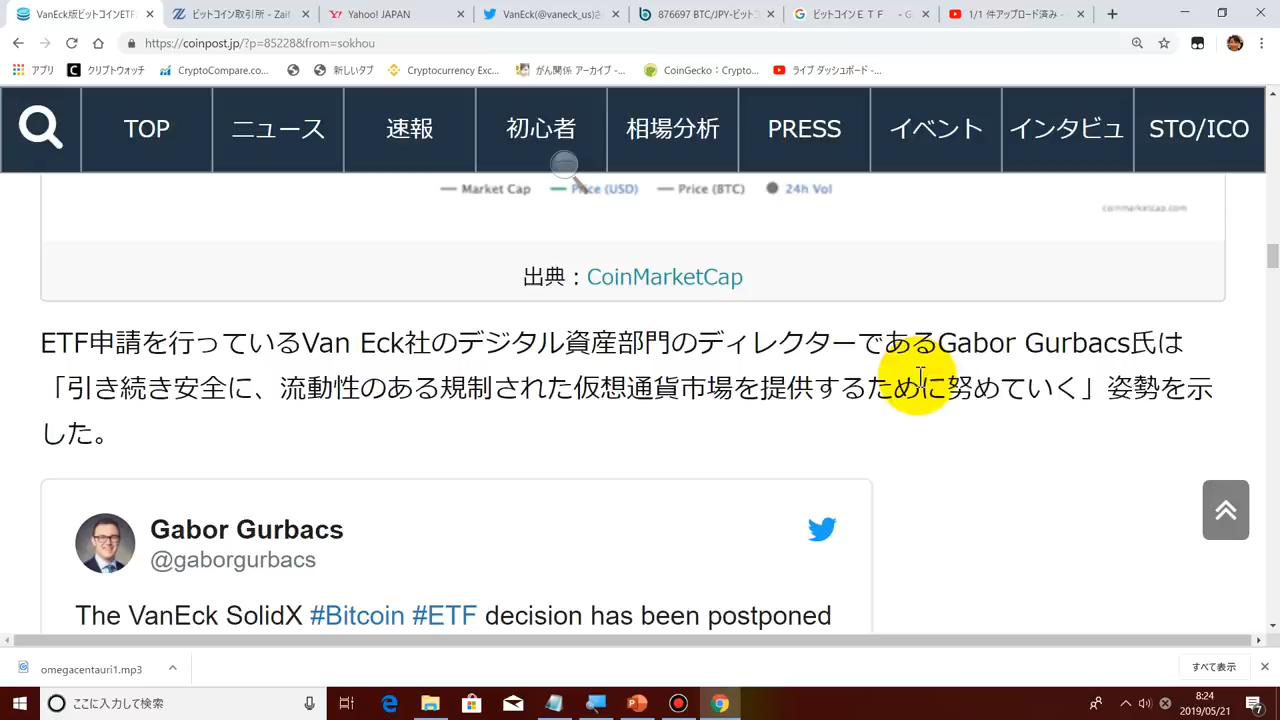 VanEck版ビットコインETF
ビットコイン取引所 - Zaif
Yahoo! JAPAN
VanEck(@vaneck_us)さ
876697 BTC/JPY-ビットコ
ビットコインＥＴＦ - G
1/1 件アップロード済み -
https://coinpost.jp/?p=85228&from=sokhou
アプリ
クリプトウォッチ
CryptoCompare.co...
新しいタブ
Cryptocurrency Exc...
がん関係 アーカイブ -...
CoinGecko：Crypto...
ライブ ダッシュボード -...
TOP
ニュース
速報
初心者
相場分析
PRESS
イベント
インタビュ
STO/ICO
Market Cap
Price (USD)
Price (BTC)
24h Vol
coinmarketcap.com
出典：CoinMarketCap
ETF申請を行っているVan Eck社のデジタル資産部門のディレクターであるGabor Gurbacs氏は
「引き続き安全に、流動性のある規制された仮想通貨市場を提供するために努めていく」姿勢を示
した。
Gabor Gurbacs
@gaborgurbacs
The VanEck SolidX #Bitcoin #ETF decision has been postponed
omegacentauri1.mp3
すべて表示
ここに入力して検索
8:24
2019/05/21
7